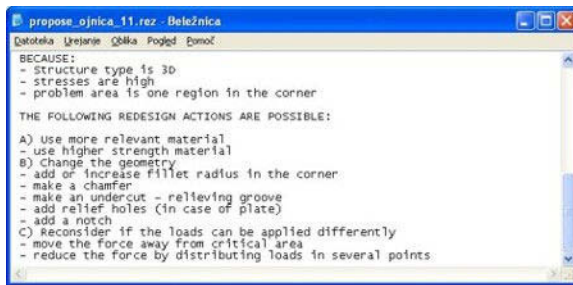 propose_ojnica_11.rez - Beležnica
Datoteka Urejanje Oblika Pogled Pomoč
BECAUSE:
- Structure type is 3D
- stresses are high
- problem area is one region in the corner
THE FOLLOWING REDESIGN ACTIONS ARE POSSIBLE:
A) Use more relevant material
- use higher strength material
B) Change the geometry
- add or increase fillet radius in the corner
- make a chamfer
- make an undercut - relieving groove
- add relief holes (in case of plate)
- add a notch
C) Reconsider if the loads can be applied differently
- move the force away from critical area
- reduce the force by distributing loads in several points